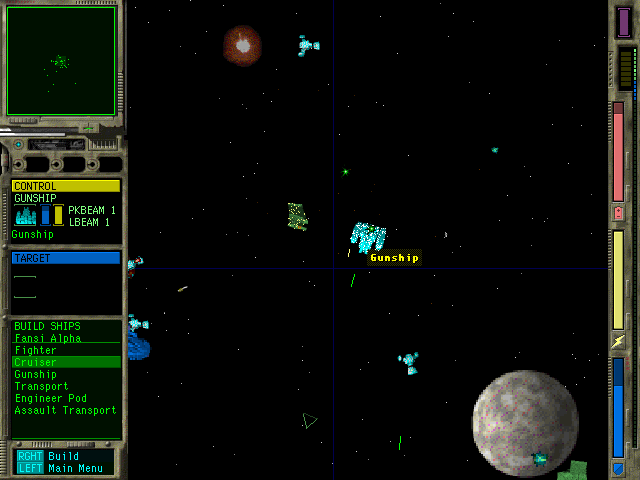 CONTROL
GUNSHIP
PKBEAM 1
LBEAM 1
Gunship
Gunship
TARGET
BUILD SHIPS
Fansi Alpha
Fighter
Cruiser
Gunship
Transport
Engineer Pod
Assault Transport
RGHT Build
LEFT Main Menu